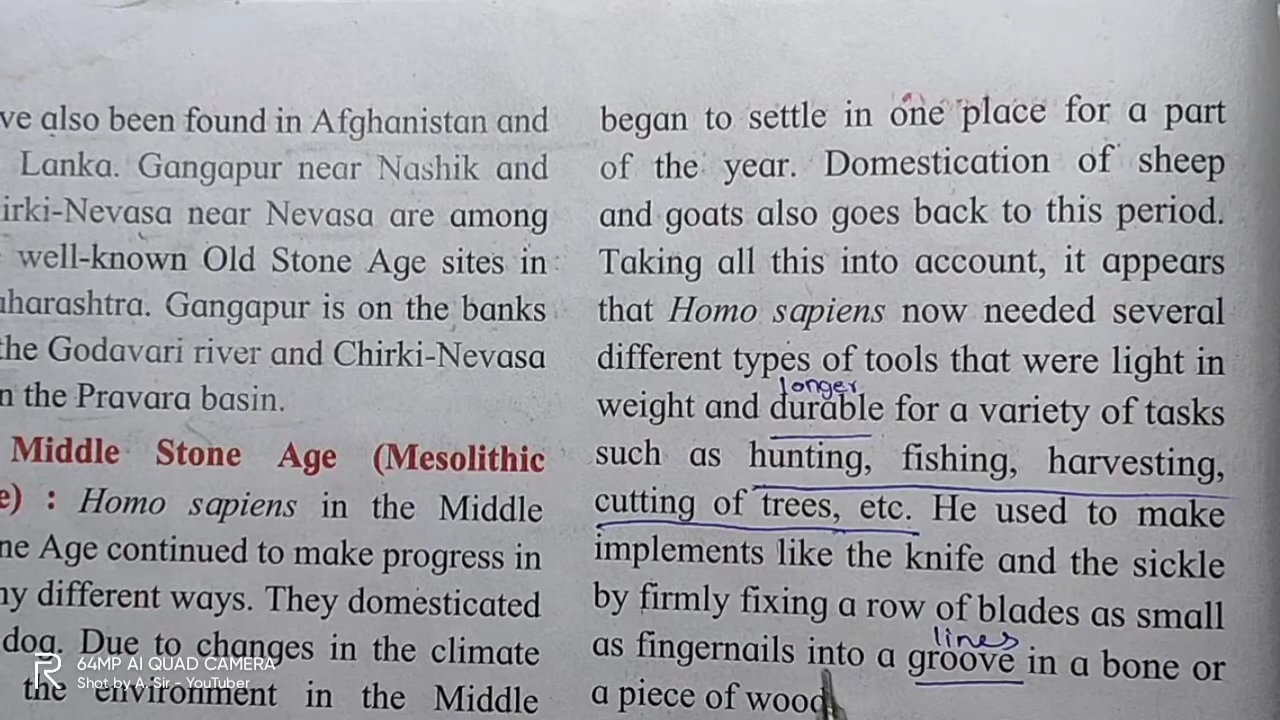 ve also been found in Afghanistan and
Lanka. Gangapur near Nashik and
irki-Nevasa near Nevasa are among
well-known Old Stone Age sites in
harashtra. Gangapur is on the banks
the Godavari river and Chirki-Nevasa
n the Pravara basin.
Middle Stone Age (Mesolithic
e) : Homo sapiens in the Middle
ne Age continued to make progress in
ny different ways. They domesticated
dog. Due to changes in the climate
the environment in the Middle
began to settle in one place for a part
of the year. Domestication of sheep
and goats also goes back to this period.
Taking all this into account, it appears
that Homo sapiens now needed several
different types of tools that were light in
longer
weight and durable for a variety of tasks
such as hunting, fishing, harvesting,
cutting of trees, etc. He used to make
implements like the knife and the sickle
by firmly fixing a row of blades as small
lines
as fingernails into a groove in a bone or
a piece of wood
64MP AI QUAD CAMERA
Shot by A. Sir - YouTuber